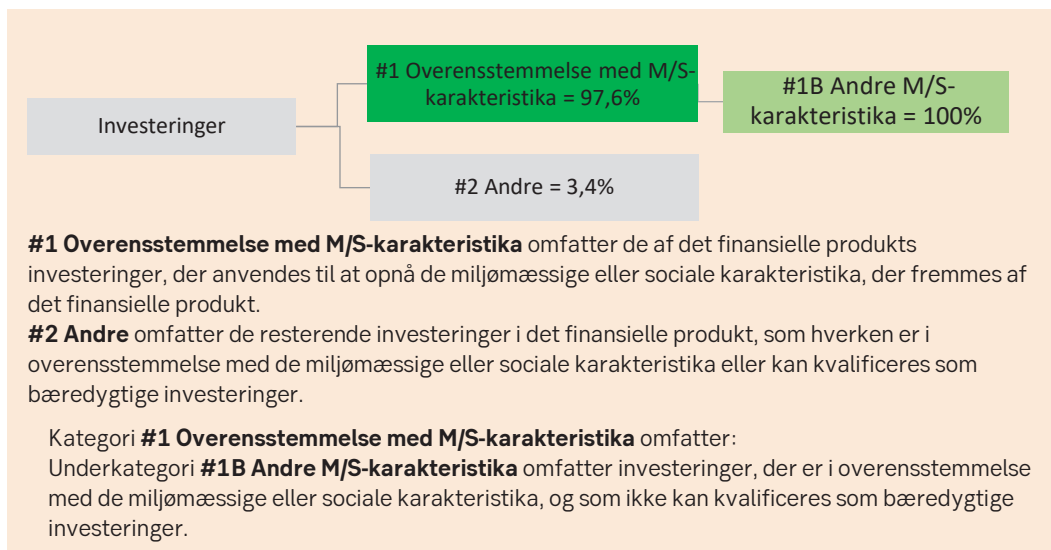 #1 Overensstemmelse med M/S-
karakteristika = 97,6%
#1B Andre M/S-
karakteristika = 100%
Investeringer
#2 Andre = 3,4%
#1 Overensstemmelse med M/S-karakteristika omfatter de af det finansielle produkts
investeringer, der anvendes til at opnå de miljømæssige eller sociale karakteristika, der fremmes af
det finansielle produkt.
#2 Andre omfatter de resterende investeringer i det finansielle produkt, som hverken er i
overensstemmelse med de miljømæssige eller sociale karakteristika eller kan kvalificeres som
bæredygtige investeringer.
Kategori #1 Overensstemmelse med M/S-karakteristika omfatter:
Underkategori #1B Andre M/S-karakteristika omfatter investeringer, der er i overensstemmelse
med de miljømæssige eller sociale karakteristika, og som ikke kan kvalificeres som bæredygtige
investeringer.